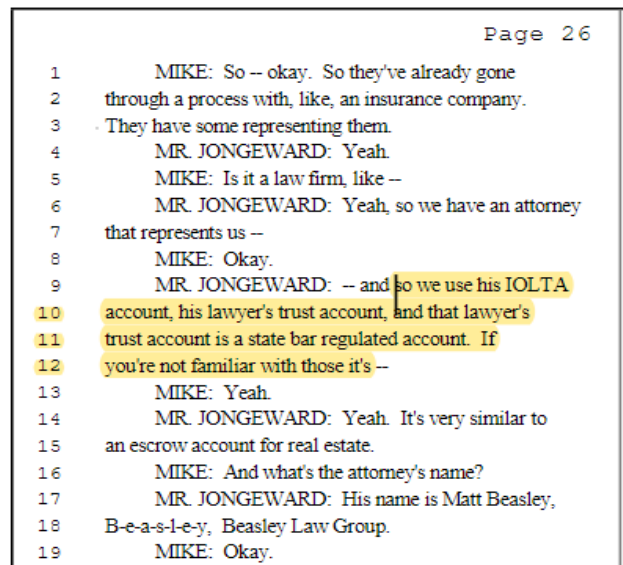 Page 26
1 MIKE: So -- okay. So they've already gone
2 through a process with, like, an insurance company.
3 They have some representing them.
4 MR. JONGEWARD: Yeah.
5 MIKE: Is it a law firm, like --
6 MR. JONGEWARD: Yeah, so we have an attorney
7 that represents us --
8 MIKE: Okay.
9 MR. JONGEWARD: -- and so we use his IOLTA
10 account, his lawyer's trust account, and that lawyer's
11 trust account is a state bar regulated account. If
12 you're not familiar with those it's --
13 MIKE: Yeah.
14 MR. JONGEWARD: Yeah. It's very similar to
15 an escrow account for real estate.
16 MIKE: And what's the attorney's name?
17 MR. JONGEWARD: His name is Matt Beasley,
18 B-e-a-s-l-e-y, Beasley Law Group.
19 MIKE: Okay.